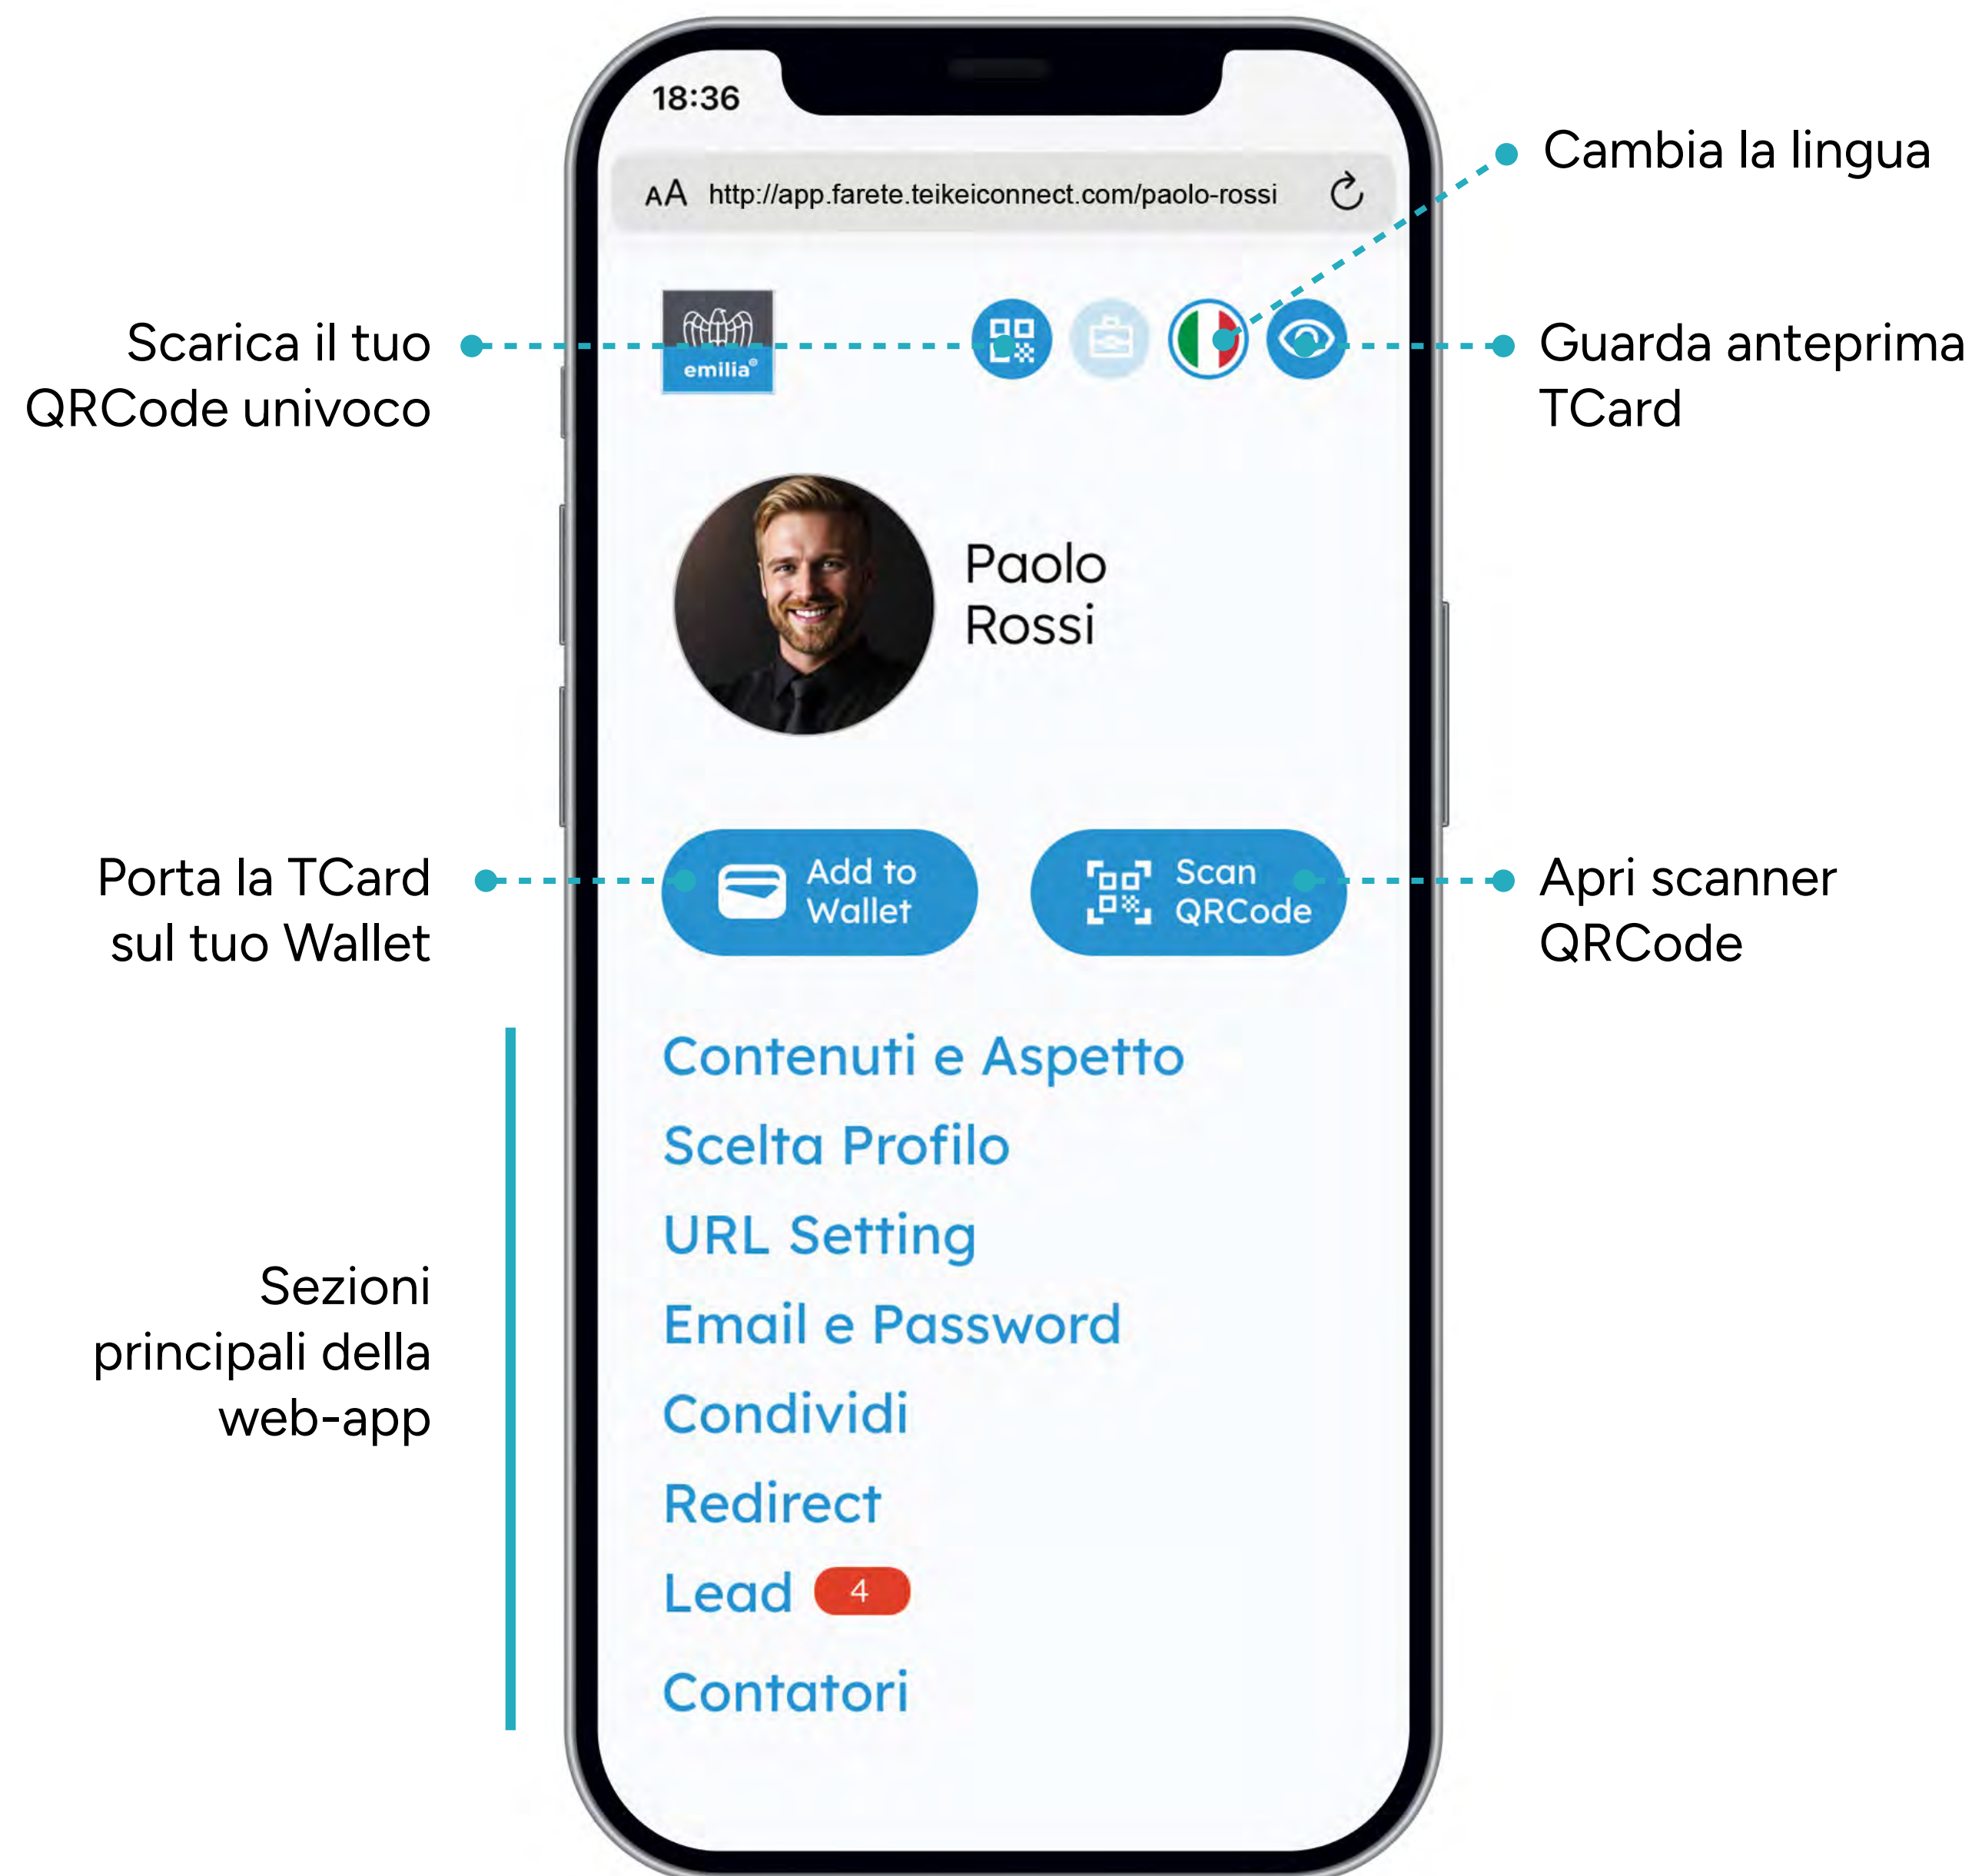 18:36
AA http://app.farete.teikeiconnect.com/paolo-rossi
Cambia la lingua
emilia®
Scarica il tuo
QRCode univoco
Guarda anteprima
TCard
Paolo
Rossi
Porta la TCard
sul tuo Wallet
Add to
Wallet
Scan
QRCode
Apri scanner
QRCode
Sezioni
principali della
web-app
Contenuti e Aspetto
Scelta Profilo
URL Setting
Email e Password
Condividi
Redirect
Lead 4
Contatori